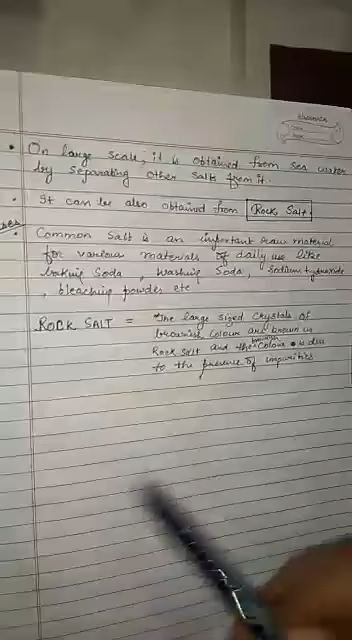 • On large scale, it is obtained from sea water
by separating other salts from it.
• It can be also obtained from Rock Salt.
• Common Salt is an important raw material
for various materials of daily use like
baking Soda, Washing Soda, sodium hydroxide
, bleaching powder etc
ROCK SALT = The large sized crystals of
brownish colour are known as
Rock salt and the brownish colour is due
to the presence of impurities